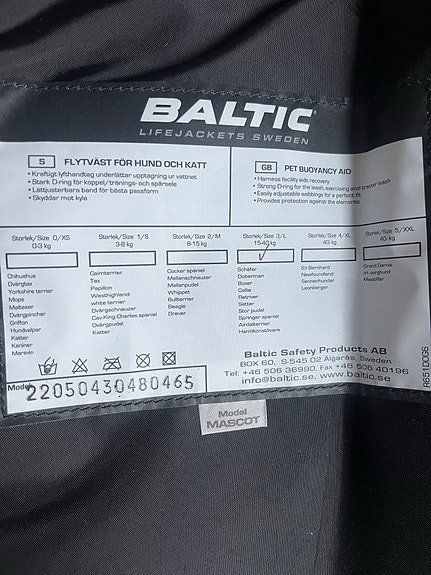 BALTIC
LIFEJACKETS SWEDEN
S FLYTVÄST FÖR HUND OCH KATT
• Kraftigt lyfthandtag underlättar upptagning ur vattnet
• Stark D-ring för koppel/tränings- och spårsele
• Lättjusterbara band för bästa passform
• Skyddar mot kyla
GB PET BUOYANCY AID
• Harness facility aids recovery
• Strong D-ring for the leash, exercising and tracker leash
• Easily adjustable webbings for a perfect fit
• Provides protection against the elements
Storlek/Size 0/XS
0-3 kg
Chihuahua
Dvärgtax
Yorkshire terrier
Mops
Malteser
Dvärgpincher
Griffon
Hundvalpar
Katter
Kaniner
Marsvin
Storlek/Size 1/S
3-8 kg
Cairnterrier
Tax
Papillon
Westhighland-
white terrier
Dvärgschnauzer
Cav.King Charles spaniel
Dvärgpudel
Katter
Storlek/Size 2/M
8-15 kg
Cocker spaniel
Mellanschnauzer
Mellanpudel
Whippet
Bullterrier
Beagle
Drever
Storlek/Size 3/L
15-40 kg
Schäfer
Doberman
Boxer
Collie
Retriver
Setter
Stor pudel
Springer spaniel
Airdalterrier
Hamiltonstövare
Storlek/Size 4/XL
40- kg
St.Bernhard
Newfoundland
Sennenhunder
Leonberger
Storlek/Size 5/XXL
40- kg
Grand Danois
Mastiffer
Baltic Safety Products AB
BOX 60, S-545 02 Älgarås, Sweden
Tel: +46 506 36990, Fax +46 506 40196
info@baltic.se, www.baltic.se
Model
22050430480465
Model
MASCOT